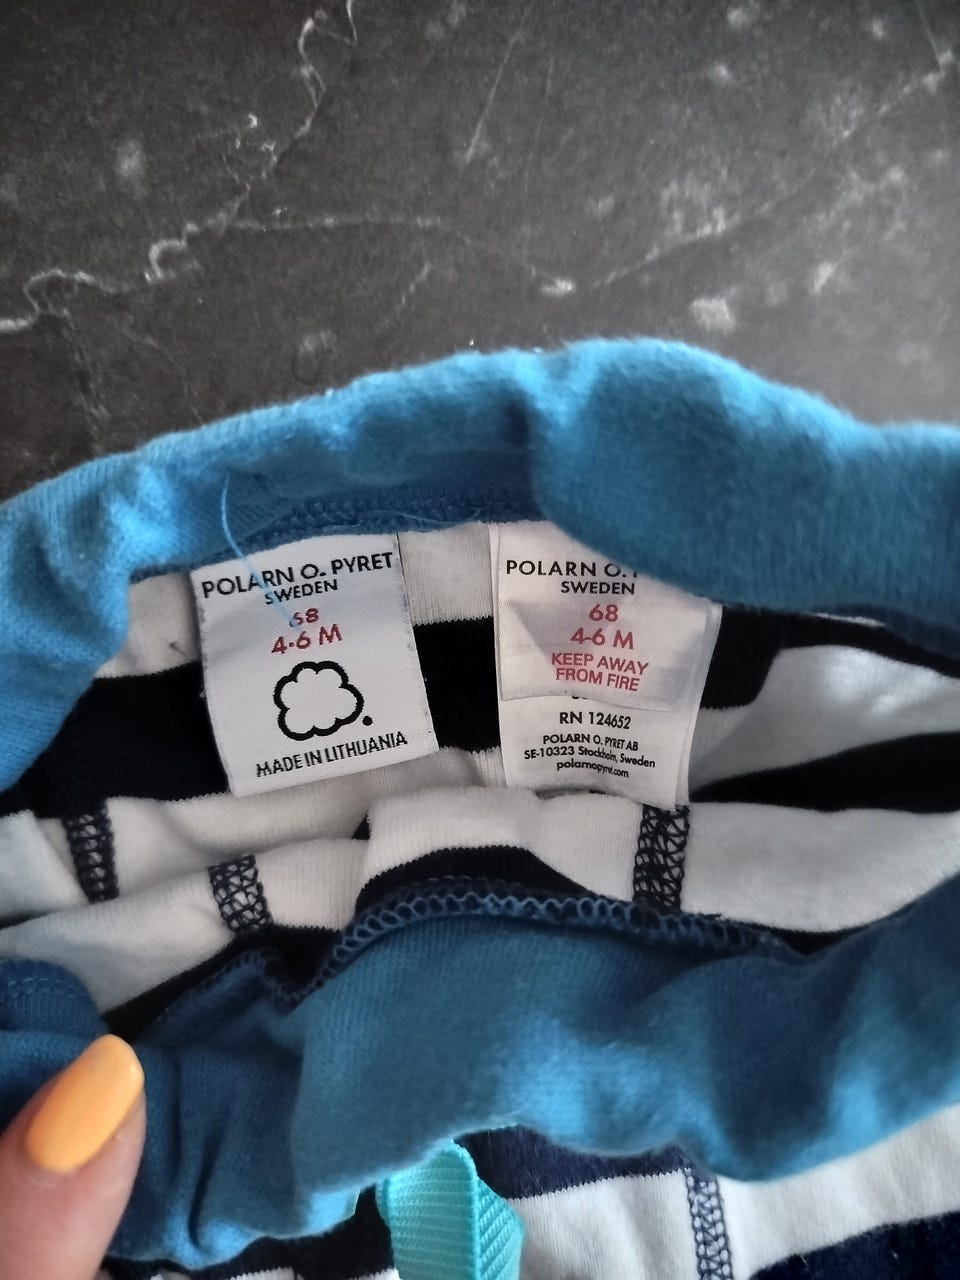 POLARN O. PYRET
SWEDEN
68
4-6 M
MADE IN LITHUANIA
POLARN O.
SWEDEN
68
4-6 M
KEEP AWAY
FROM FIRE
RN 124652
POLARN O. PYRET AB
SE-10323 Stockholm, Sweden
polarnopyret.com